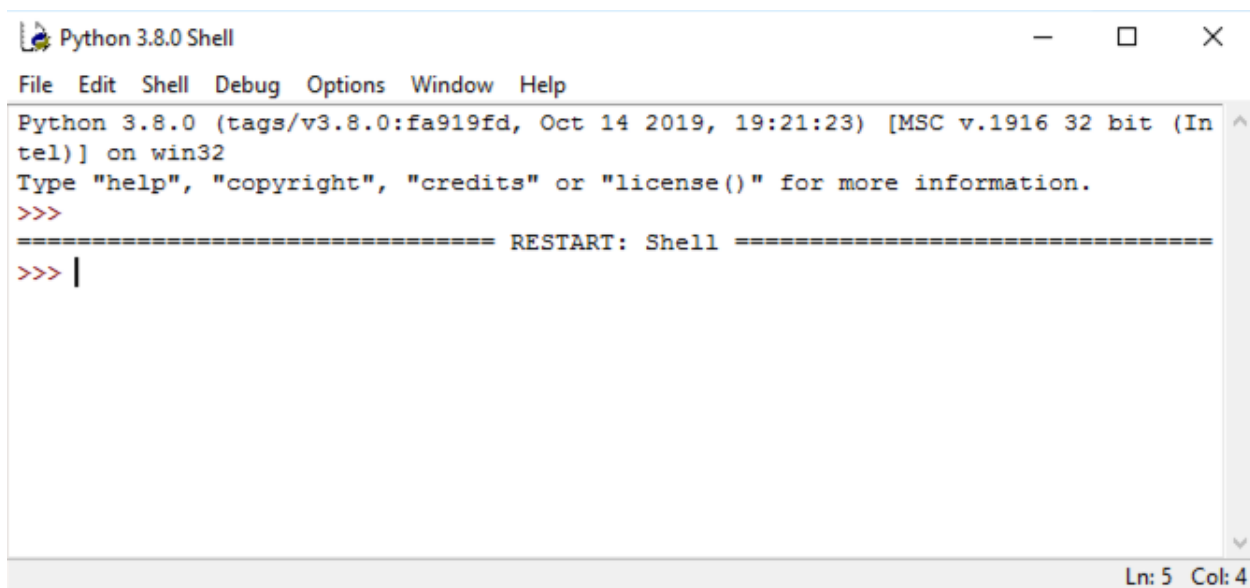 Python 3.8.0 Shell
File Edit Shell Debug Options Window Help
Python 3.8.0 (tags/v3.8.0:fa919fd, Oct 14 2019, 19:21:23) [MSC v.1916 32 bit (In
tel)] on win32
Type "help", "copyright", "credits" or "license()" for more information.
>>>
================================ RESTART: Shell ================================
>>>
Ln: 5 Col: 4